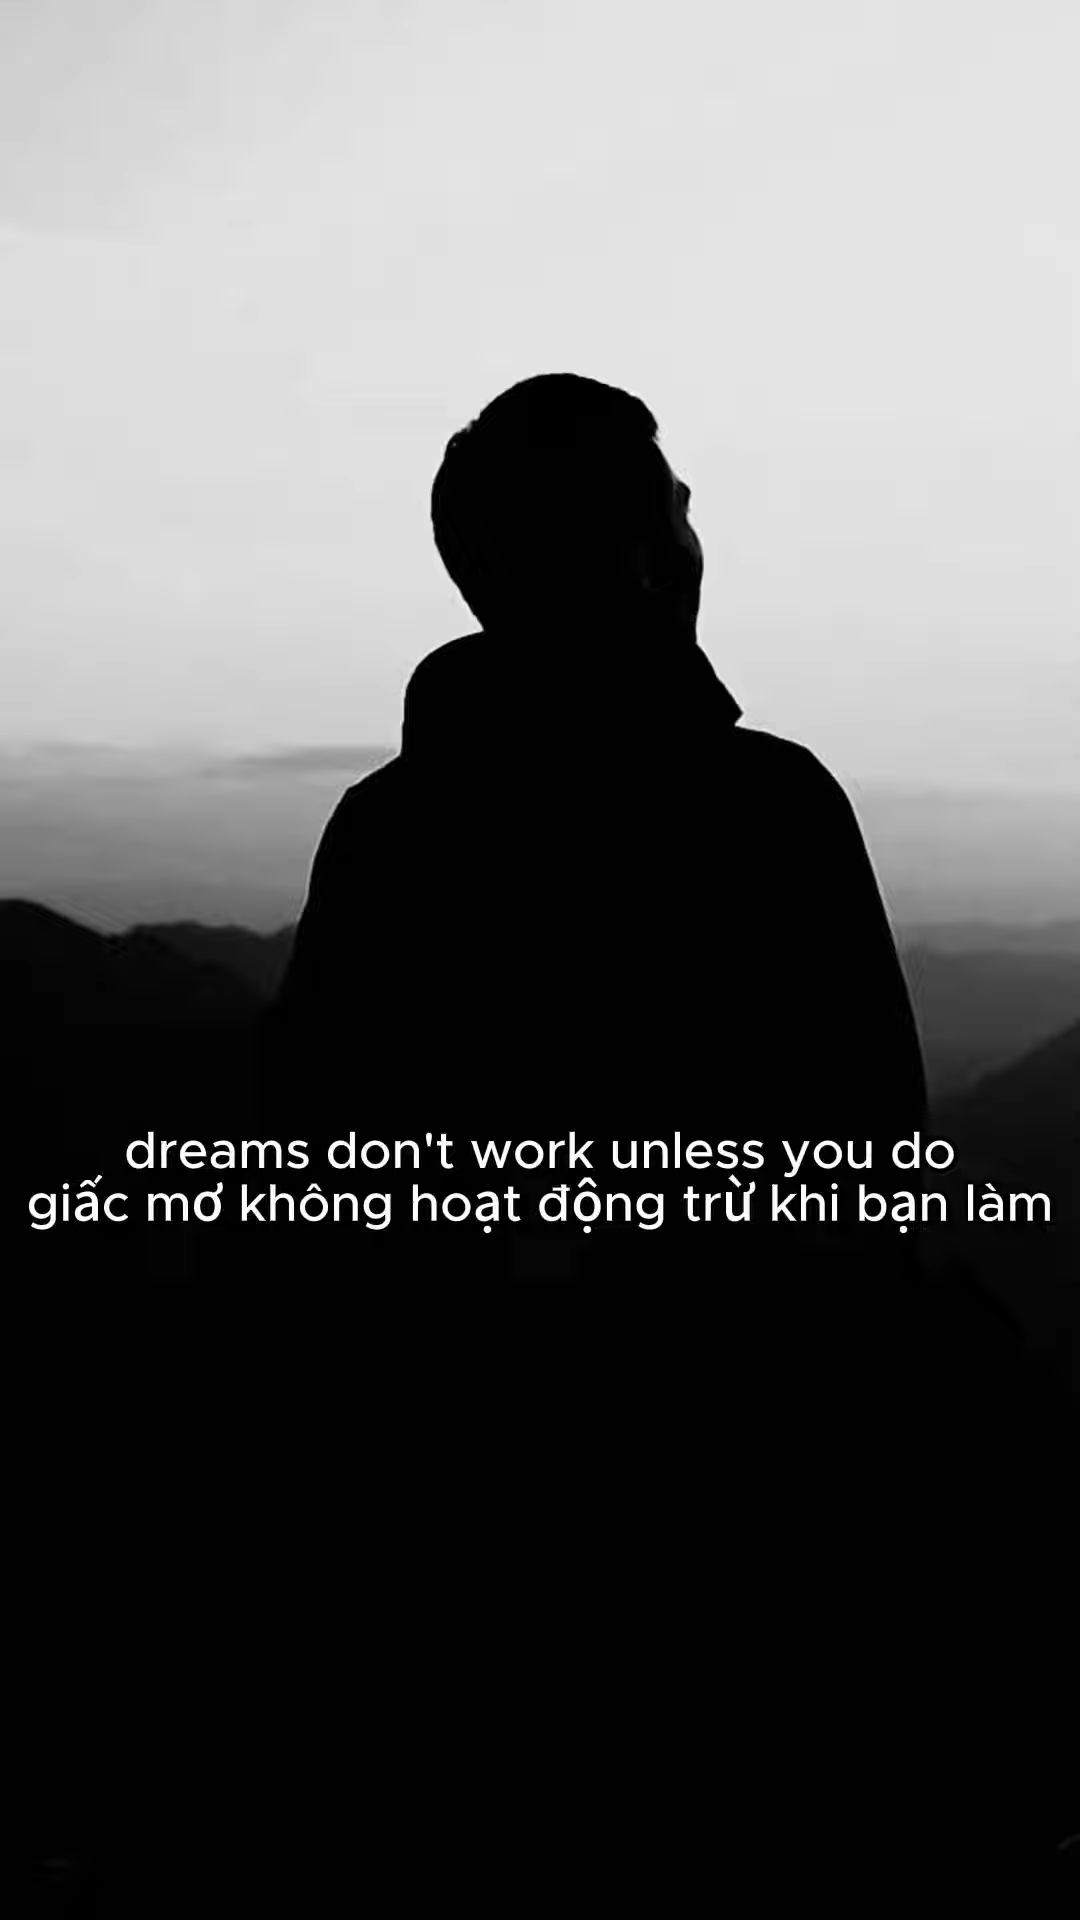 dreams don't work unless you do
giấc mơ không hoạt động trừ khi bạn làm